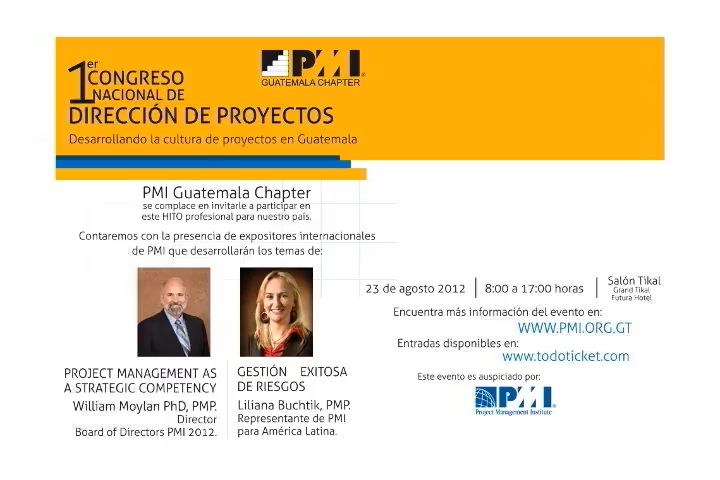 1er CONGRESO
NACIONAL DE
DIRECCIÓN DE PROYECTOS
Desarrollando la cultura de proyectos en Guatemala
PMI
GUATEMALA CHAPTER
PMI Guatemala Chapter
se complace en invitarle a participar en
este HITO profesional para nuestro país.
Contaremos con la presencia de expositores internacionales
de PMI que desarrollarán los temas de:
PROJECT MANAGEMENT AS
A STRATEGIC COMPETENCY
William Moylan PhD, PMP.
Director
Board of Directors PMI 2012.
GESTIÓN EXITOSA
DE RIESGOS
Liliana Buchtik, PMP.
Representante de PMI
para América Latina.
23 de agosto 2012 | 8:00 a 17:00 horas |
Salón Tikal
Grand Tikal
Futura Hotel
Encuentra más información del evento en:
WWW.PMI.ORG.GT
Entradas disponibles en:
www.todoticket.com
Este evento es auspiciado por:
PMI
Project Management Institute